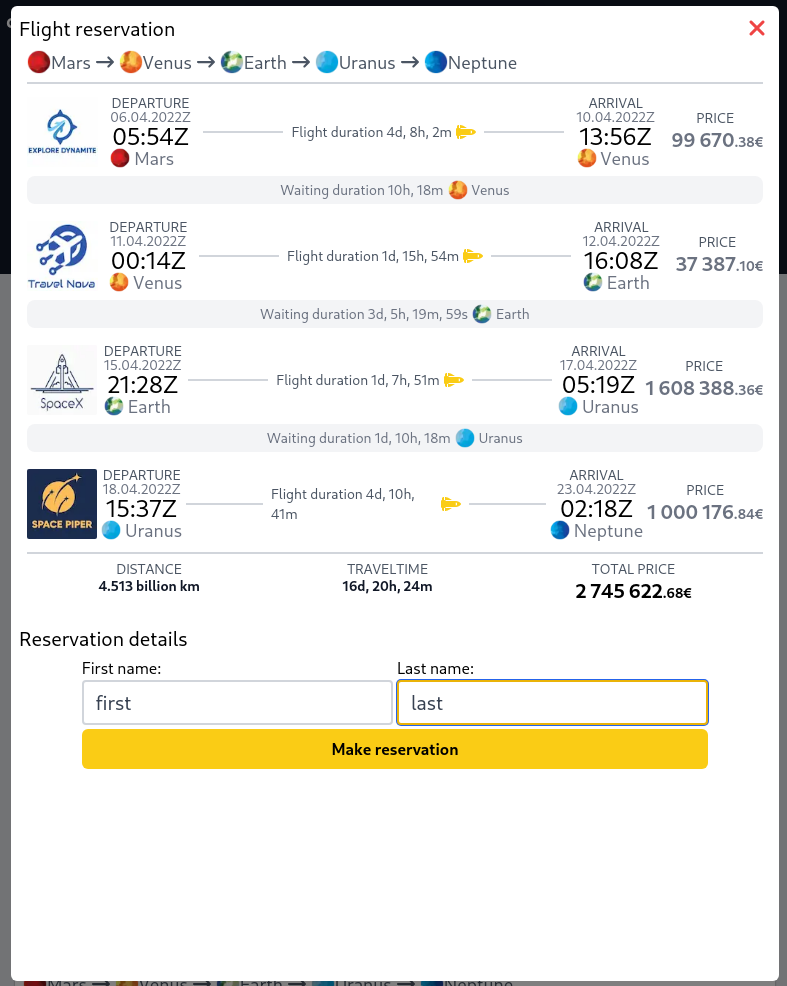 Flight reservation
Mars → Venus → Earth → Uranus → Neptune
EXPLORE DYNAMITE
DEPARTURE
06.04.2022Z
05:54Z
Mars
Flight duration 4d, 8h, 2m
ARRIVAL
10.04.2022Z
13:56Z
Venus
PRICE
99 670.38€
Waiting duration 10h, 18m Venus
Travel Nova
DEPARTURE
11.04.2022Z
00:14Z
Venus
Flight duration 1d, 15h, 54m
ARRIVAL
12.04.2022Z
16:08Z
Earth
PRICE
37 387.10€
Waiting duration 3d, 5h, 19m, 59s Earth
SpaceX
DEPARTURE
15.04.2022Z
21:28Z
Earth
Flight duration 1d, 7h, 51m
ARRIVAL
17.04.2022Z
05:19Z
Uranus
PRICE
1 608 388.36€
Waiting duration 1d, 10h, 18m Uranus
SPACE PIPER
DEPARTURE
18.04.2022Z
15:37Z
Uranus
Flight duration 4d, 10h,
41m
ARRIVAL
23.04.2022Z
02:18Z
Neptune
PRICE
1 000 176.84€
DISTANCE
4.513 billion km
TRAVELTIME
16d, 20h, 24m
TOTAL PRICE
2 745 622.68€
Reservation details
First name:
Last name:
first
last
Make reservation
Mars → Venus → Earth → Uranus → Neptune